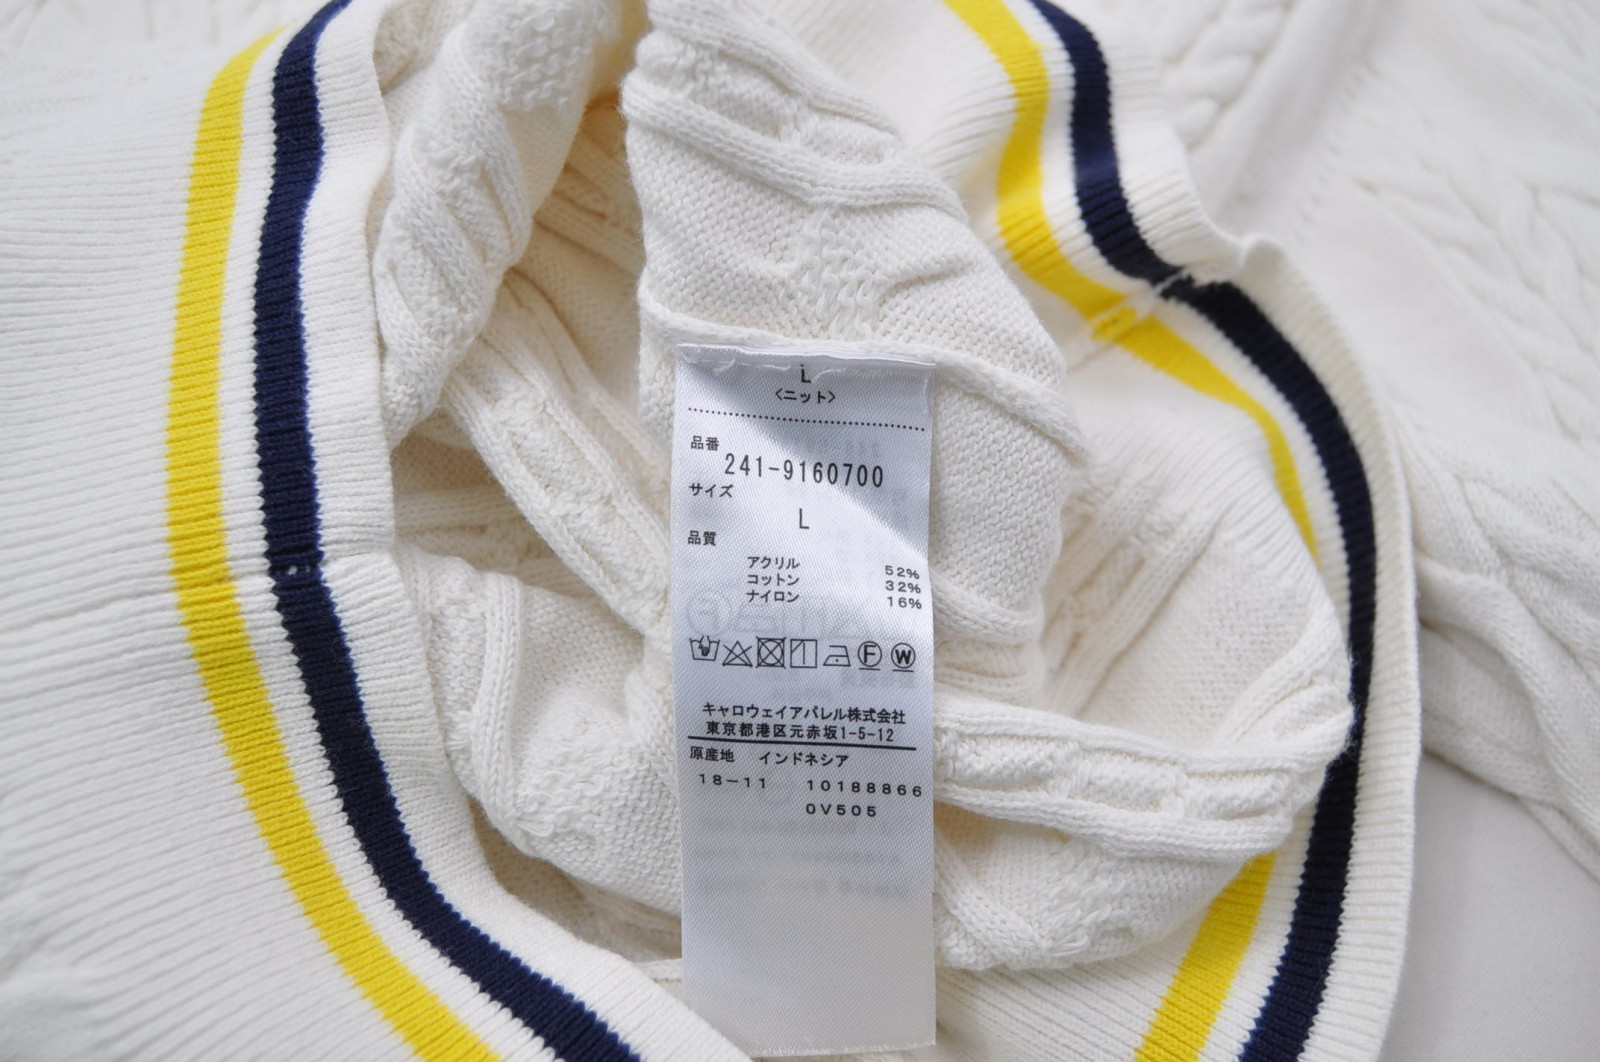 L
<ニット>
品番
241-9160700
サイズ
L
品質
アクリル 52%
コットン 32%
ナイロン 16%
F W
キャロウェイアパレル株式会社
東京都港区元赤坂1-5-12
原産地 インドネシア
18-11 10188866
0V505